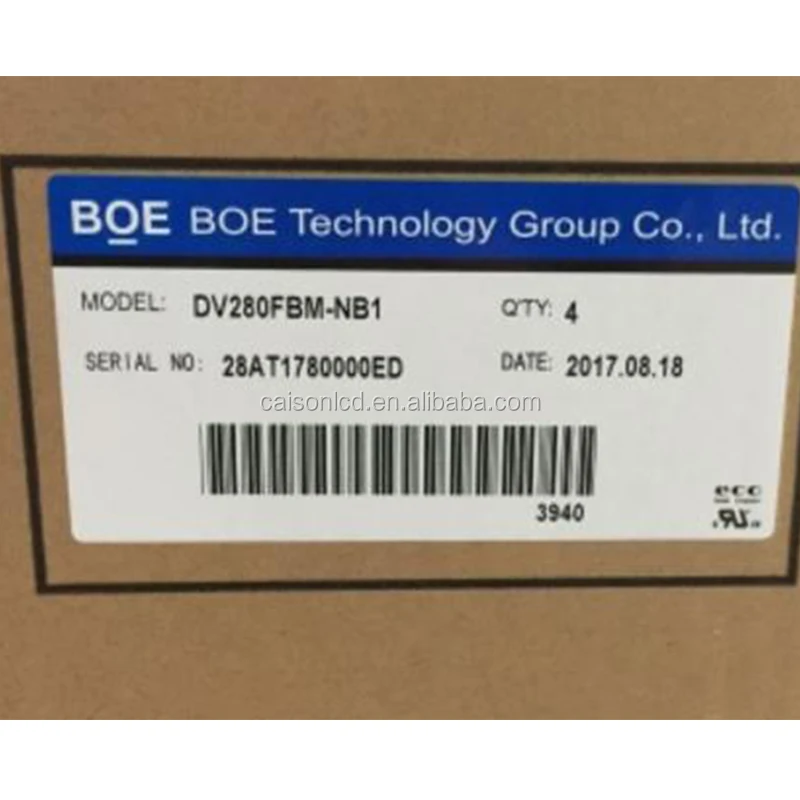 BOE BOE Technology Group Co., Ltd.
MODEL: DV280FBM-NB1 Q'TY: 4
SERIAL NO: 28AT1780000ED DATE: 2017.08.18
caisonlcd.en.alibaba.com
3940
eco